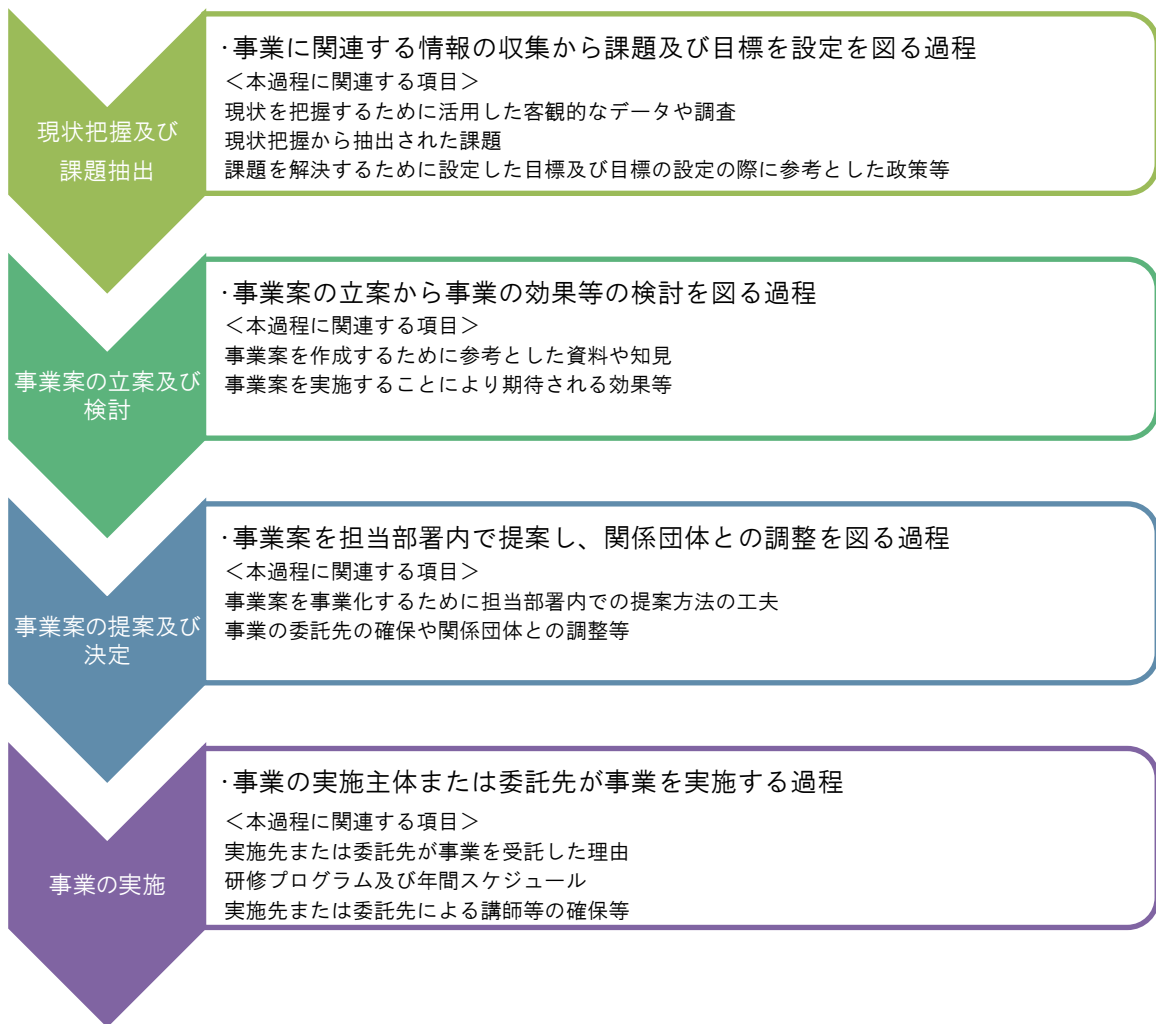 現状把握及び
課題抽出
・事業に関連する情報の収集から課題及び目標を設定を図る過程
＜本過程に関連する項目＞
現状を把握するために活用した客観的なデータや調査
現状把握から抽出された課題
課題を解決するために設定した目標及び目標の設定の際に参考とした政策等
事業案の立案及び
検討
・事業案の立案から事業の効果等の検討を図る過程
＜本過程に関連する項目＞
事業案を作成するために参考とした資料や知見
事業案を実施することにより期待される効果等
事業案の提案及び
決定
・事業案を担当部署内で提案し、関係団体との調整を図る過程
＜本過程に関連する項目＞
事業案を事業化するために担当部署内での提案方法の工夫
事業の委託先の確保や関係団体との調整等
事業の実施
・事業の実施主体または委託先が事業を実施する過程
＜本過程に関連する項目＞
実施先または委託先が事業を受託した理由
研修プログラム及び年間スケジュール
実施先または委託先による講師等の確保等